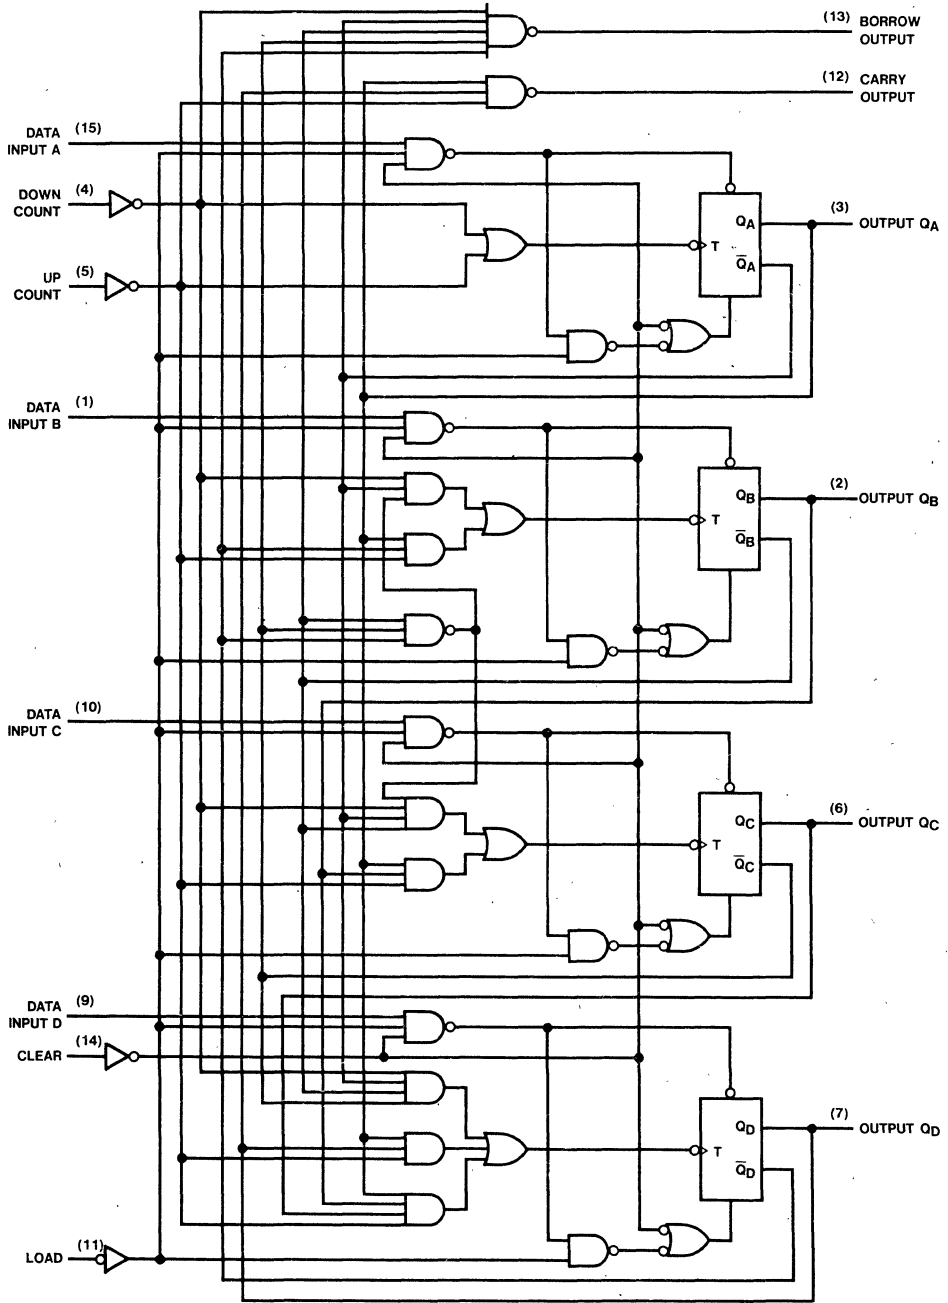 (13) BORROW
OUTPUT
(12) CARRY
OUTPUT
DATA (15)
INPUT A
DOWN (4)
COUNT
UP (5)
COUNT
QA
Q̅A
T
(3) OUTPUT QA
DATA (1)
INPUT B
QB
Q̅B
T
(2) OUTPUT QB
DATA (10)
INPUT C
QC
Q̅C
T
(6) OUTPUT QC
DATA (9)
INPUT D
CLEAR (14)
QD
Q̅D
T
(7) OUTPUT QD
LOAD (11)